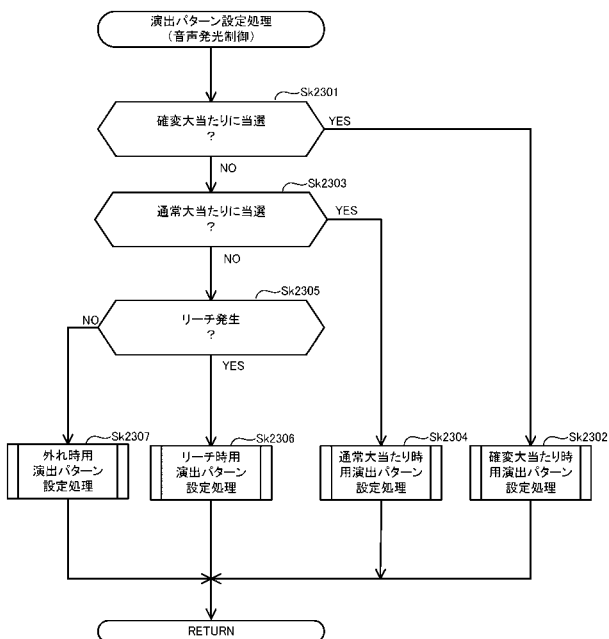 演出パターン設定処理
(音声発光制御)
Sk2301
確変大当たりに当選
?
YES
NO
Sk2303
通常大当たりに当選
?
YES
NO
Sk2305
リーチ発生
?
NO
YES
Sk2307
外れ時用
演出パターン
設定処理
Sk2306
リーチ時用
演出パターン
設定処理
Sk2304
通常大当たり時
用演出パターン
設定処理
Sk2302
確変大当たり時
用演出パターン
設定処理
RETURN